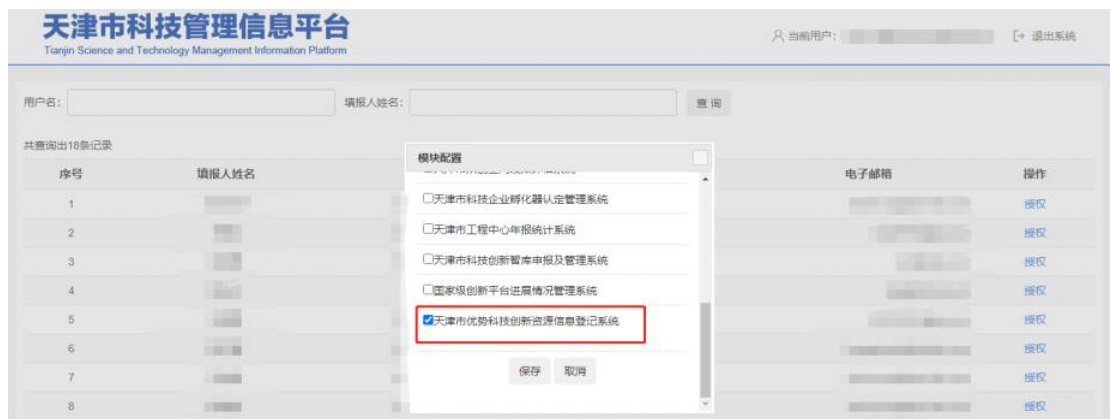 天津市科技管理信息平台
Tianjin Science and Technology Management Information Platform
当前用户：
退出系统
用户名：
填报人姓名：
查询
共查询出18条记录
序号 填报人姓名 电子邮箱 操作
1 授权
2 授权
3 授权
4 授权
5 授权
6 授权
7 授权
8 授权
模块配置
天津市科技企业孵化器认定管理系统
天津市工程中心年报统计系统
天津市科技创新智库申报及管理系统
国家级创新平台进展情况管理系统
天津市优势科技创新资源信息登记系统
保存 取消